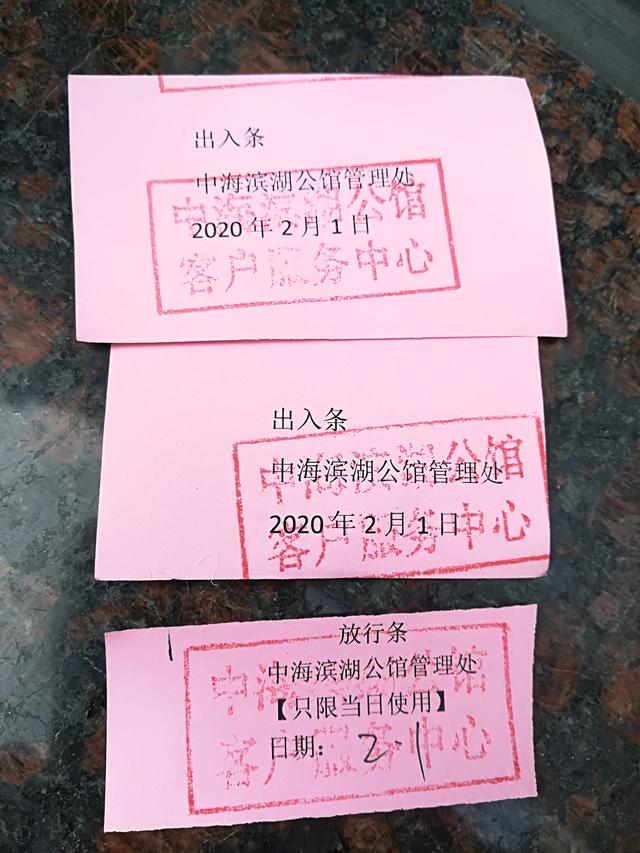 出入条
中海滨湖公馆管理处
中海滨湖公馆
2020 年 2 月 1 日
客户服务中心
出入条
中海滨湖公馆
中海滨湖公馆管理处
2020 年 2 月 1 日
客户服务中心
放行条
中海滨湖公馆管理处
中海滨湖公馆
【只限当日使用】
日期： 2.1
客户服务中心